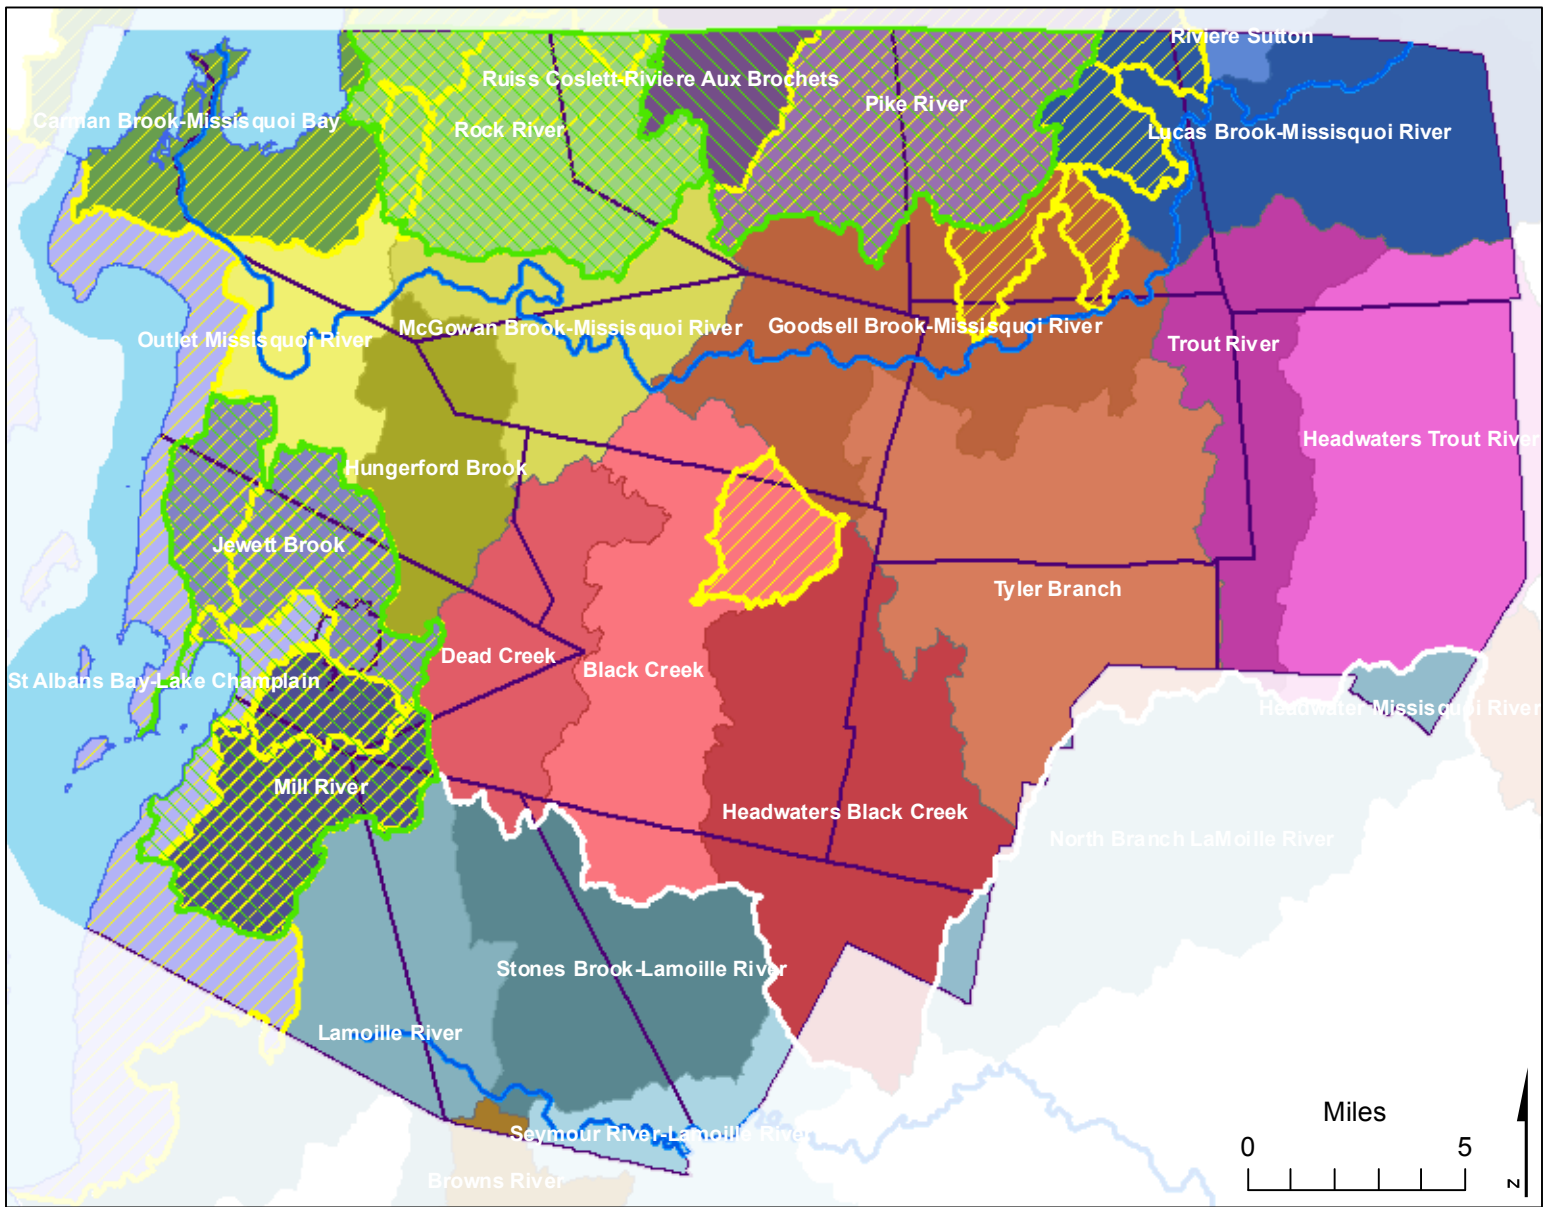 Riviere Sutton
Ruiss Coslett-Riviere Aux Brochets
Pike River
Carman Brook-Missisquoi Bay
Rock River
Lucas Brook-Missisquoi River
Outlet Missisquoi River
McGowan Brook-Missisquoi River
Goodsell Brook-Missisquoi River
Trout River
Headwaters Trout River
Hungerford Brook
Jewett Brook
Tyler Branch
Dead Creek
Black Creek
St Albans Bay-Lake Champlain
Headwater Missisquoi River
Mill River
Headwaters Black Creek
North Branch LaMoille River
Stones Brook-Lamoille River
Lamoille River
Seymour River-Lamoille River
Browns River
Miles
0 5
N